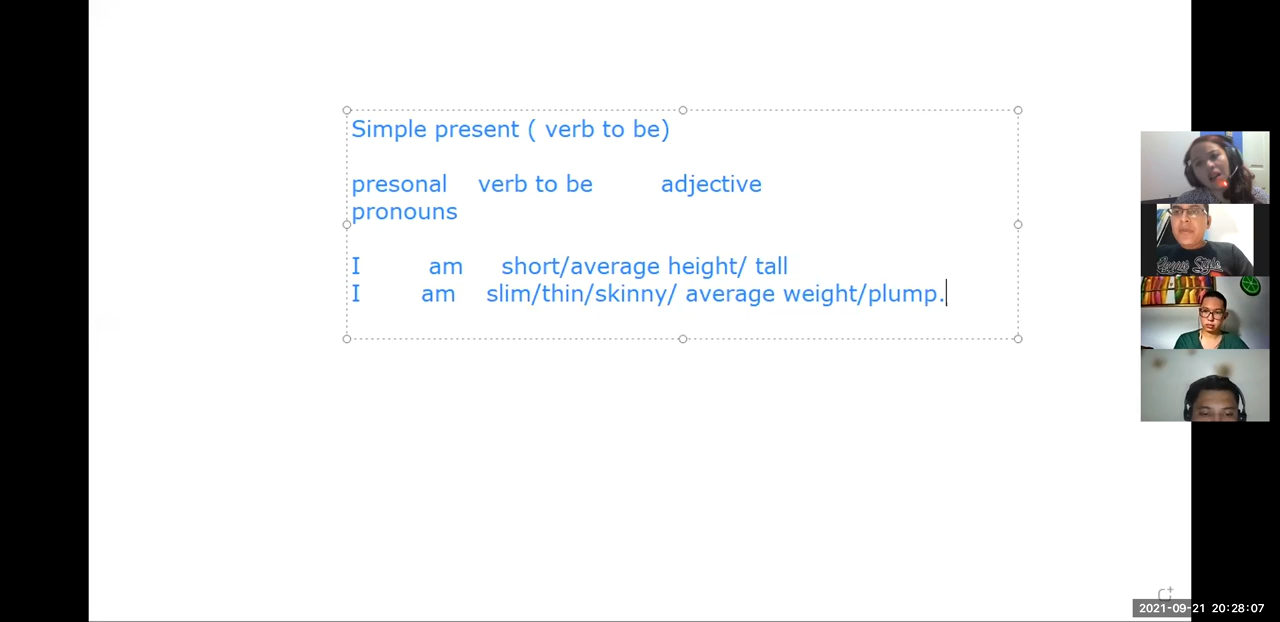 Simple present ( verb to be)
presonal verb to be adjective
pronouns
I am short/average height/ tall
I am slim/thin/skinny/ average weight/plump.
2021-09-21 20:28:07